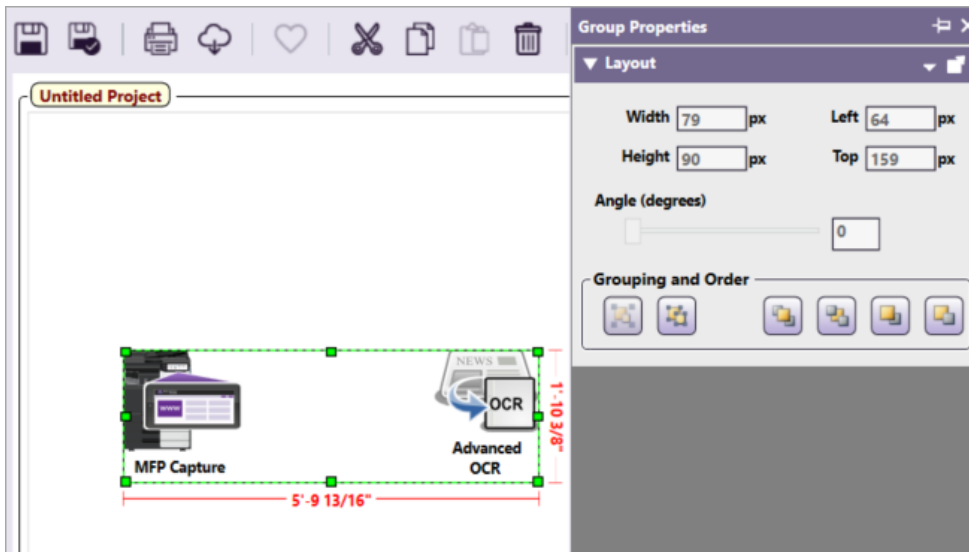 Group Properties
Layout
Untitled Project
Width 79 px Left 64 px
Height 90 px Top 159 px
Angle (degrees)
0
Grouping and Order
NEWS
www
OCR
1'-10 3/8"
Advanced
OCR
MFP Capture
5'-9 13/16"